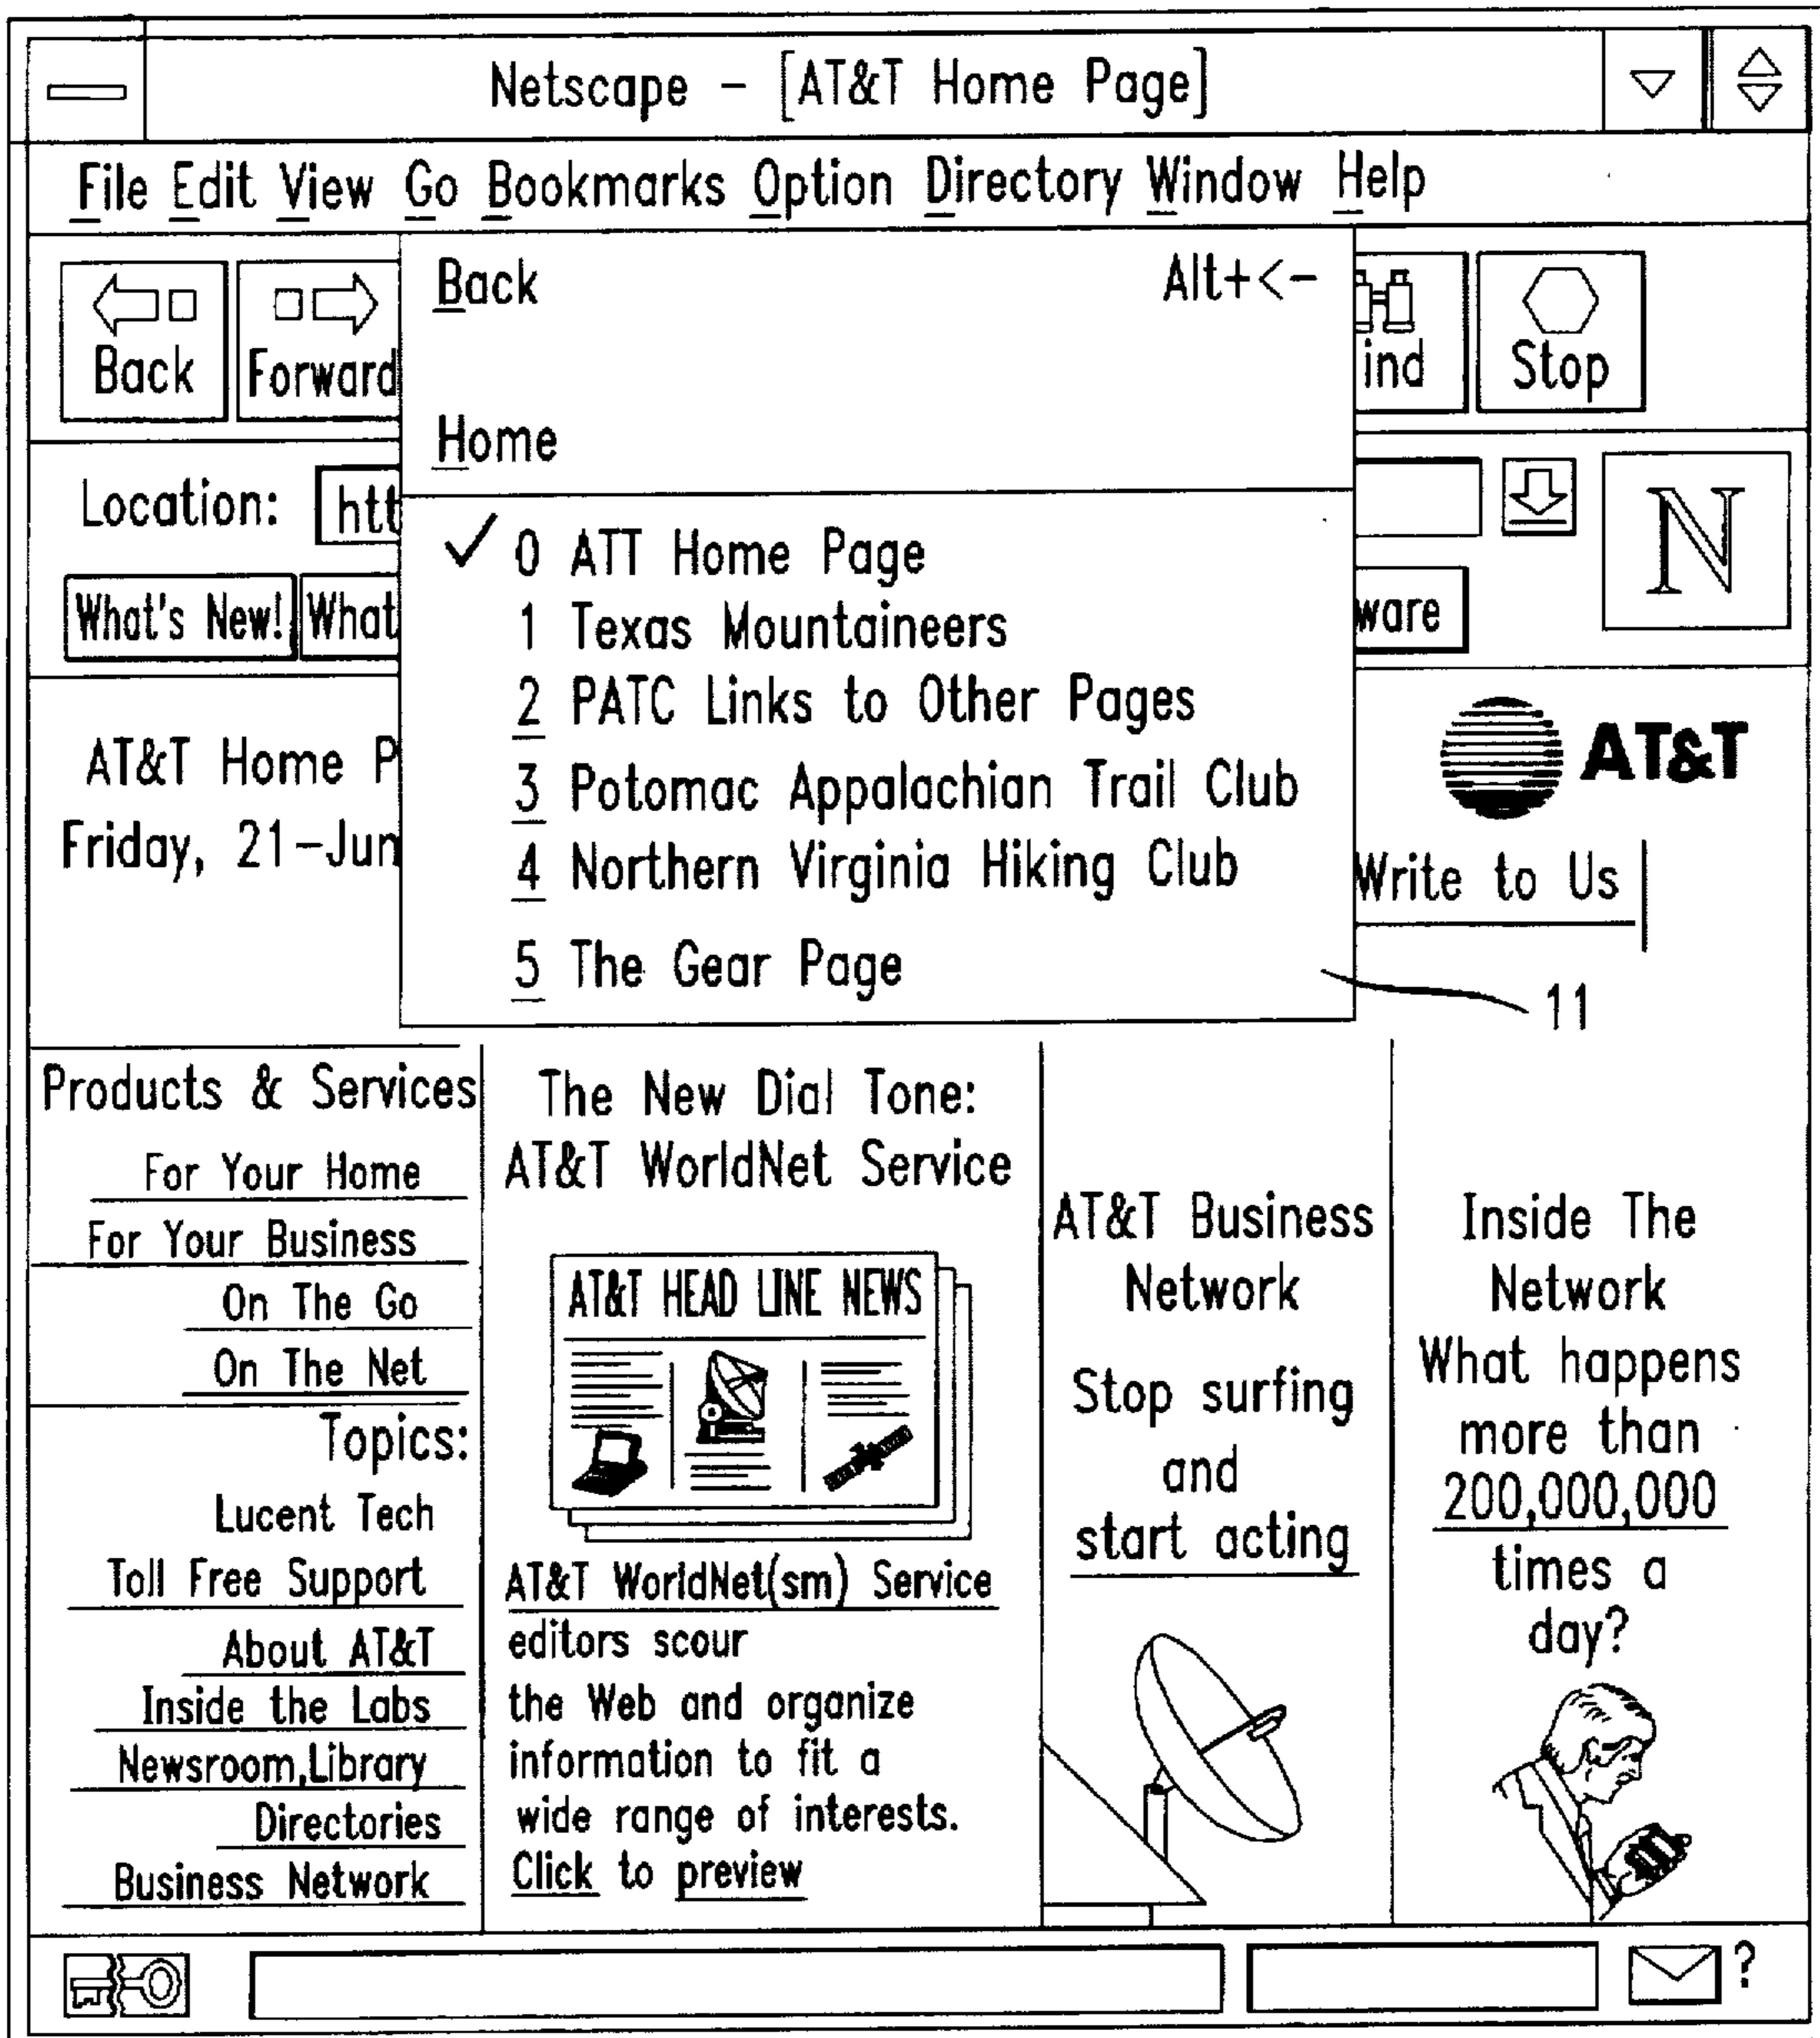 Netscape - [AT&T Home Page]
File Edit View Go Bookmarks Option Directory Window Help
Back Forward
Back Alt+<-
Home
ind Stop
Location: htt
N
What's New! What
ware
✓ 0 ATT Home Page
1 Texas Mountaineers
2 PATC Links to Other Pages
3 Potomac Appalachian Trail Club
4 Northern Virginia Hiking Club
5 The Gear Page
11
AT&T Home P
Friday, 21-Jun
AT&T
Write to Us
Products & Services
For Your Home
For Your Business
On The Go
On The Net
Topics:
Lucent Tech
Toll Free Support
About AT&T
Inside the Labs
Newsroom,Library
Directories
Business Network
The New Dial Tone:
AT&T WorldNet Service
AT&T HEAD LINE NEWS
AT&T WorldNet(sm) Service
editors scour
the Web and organize
information to fit a
wide range of interests.
Click to preview
AT&T Business
Network
Stop surfing
and
start acting
Inside The
Network
What happens
more than
200,000,000
times a
day?
?